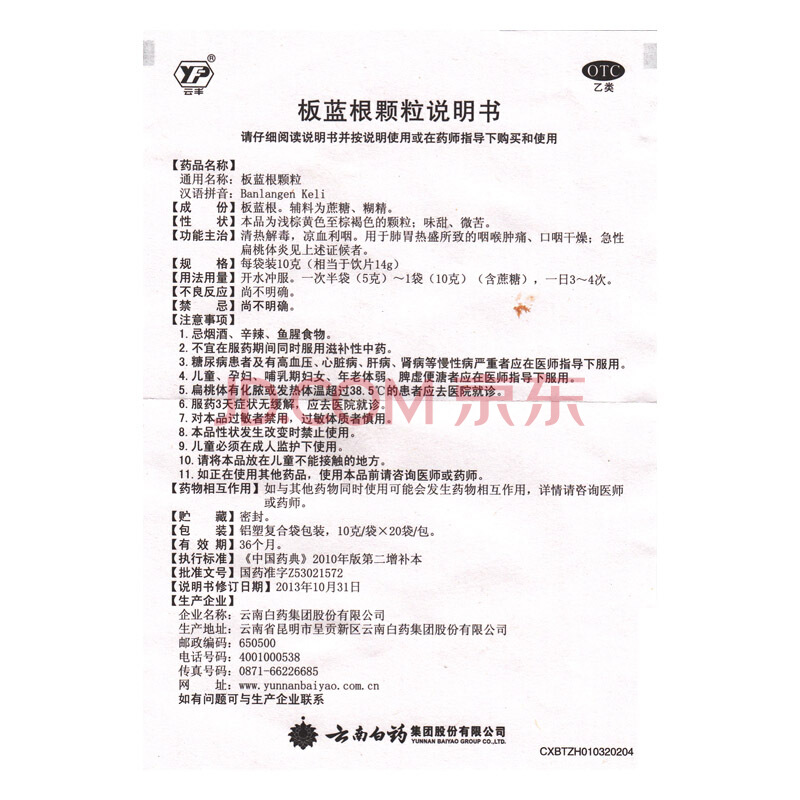 YP®
云丰
OTC
乙类
板蓝根颗粒说明书
请仔细阅读说明书并按说明使用或在药师指导下购买和使用
【药品名称】
通用名称：板蓝根颗粒
汉语拼音：Banlangen Keli
【成　　份】板蓝根。辅料为蔗糖、糊精。
【性　　状】本品为浅棕黄色至棕褐色的颗粒；味甜、微苦。
【功能主治】清热解毒，凉血利咽。用于肺胃热盛所致的咽喉肿痛、口咽干燥；急性
扁桃体炎见上述证候者。
【规　　格】每袋装10克（相当于饮片14g）
【用法用量】开水冲服。一次半袋（5克）～1袋（10克）（含蔗糖），一日3～4次。
【不良反应】尚不明确。
【禁　　忌】尚不明确。
【注意事项】
1. 忌烟酒、辛辣、鱼腥食物。
2. 不宜在服药期间同时服用滋补性中药。
3. 糖尿病患者及有高血压、心脏病、肝病、肾病等慢性病严重者应在医师指导下服用。
4. 儿童、孕妇、哺乳期妇女、年老体弱、脾虚便溏者应在医师指导下服用。
5. 扁桃体有化脓或发热体温超过38.5℃的患者应去医院就诊。
6. 服药3天症状无缓解，应去医院就诊。
7. 对本品过敏者禁用，过敏体质者慎用。
8. 本品性状发生改变时禁止使用。
9. 儿童必须在成人监护下使用。
10. 请将本品放在儿童不能接触的地方。
11. 如正在使用其他药品，使用本品前请咨询医师或药师。
【药物相互作用】如与其他药物同时使用可能会发生药物相互作用，详情请咨询医师
或药师。
【贮　　藏】密封。
【包　　装】铝塑复合袋包装，10克/袋×20袋/包。
【有 效 期】36个月。
【执行标准】《中国药典》2010年版第二增补本
【批准文号】国药准字Z53021572
【说明书修订日期】2013年10月31日
【生产企业】
企业名称：云南白药集团股份有限公司
生产地址：云南省昆明市呈贡新区云南白药集团股份有限公司
邮政编码：650500
电话号码：4001000538
传真号码：0871-66226685
网　　址：www.yunnanbaiyao.com.cn
如有问题可与生产企业联系
云南白药集团股份有限公司
YUNNAN BAIYAO GROUP CO.,LTD.
CXBTZH010320204
JD.COM 京东